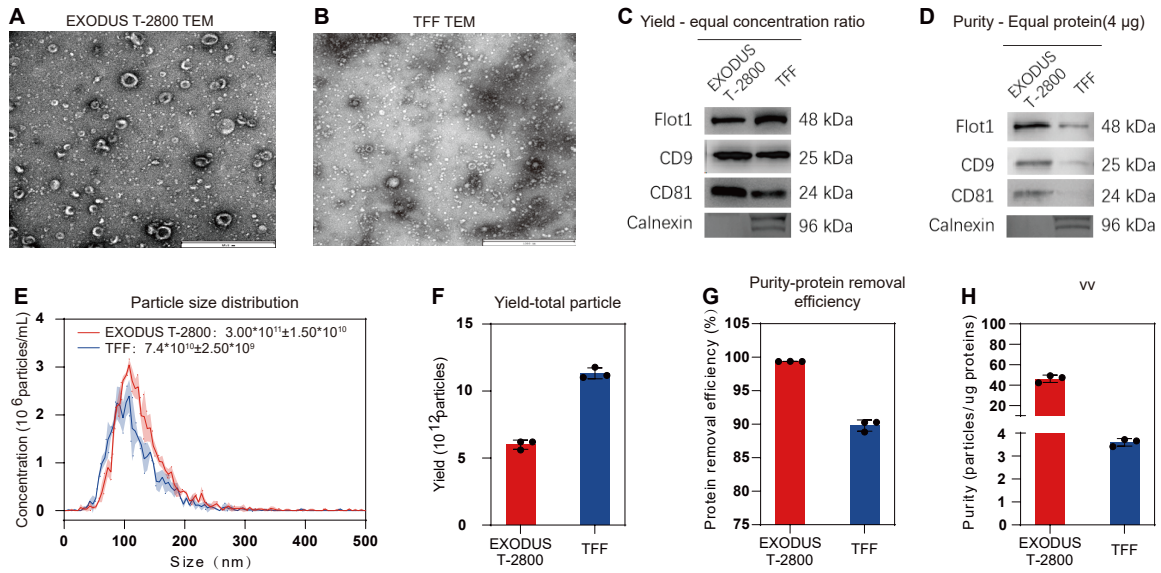 A
EXODUS T-2800 TEM
B
TFF TEM
C
Yield - equal concentration ratio
EXODUS
T-2800
TFF
Flot1
48 kDa
CD9
25 kDa
CD81
24 kDa
Calnexin
96 kDa
D
Purity - Equal protein(4 μg)
EXODUS
T-2800
TFF
Flot1
48 kDa
CD9
25 kDa
CD81
24 kDa
Calnexin
96 kDa
E
Particle size distribution
EXODUS T-2800: 3.00*10¹¹±1.50*10¹⁰
TFF: 7.4*10¹⁰±2.50*10⁹
Concentration (10 ⁶particles/mL)
4
3
2
1
0
0
100
200
300
400
500
Size (nm)
F
Yield-total particle
Yield (10 ¹²particles)
15
10
5
0
EXODUS
T-2800
TFF
G
Purity-protein removal
efficiency
Protein removal efficiency (%)
105
100
95
90
85
80
75
EXODUS
T-2800
TFF
H
vv
Purity (particles/ug proteins)
100
80
60
40
20
4
3
2
1
0
EXODUS
T-2800
TFF